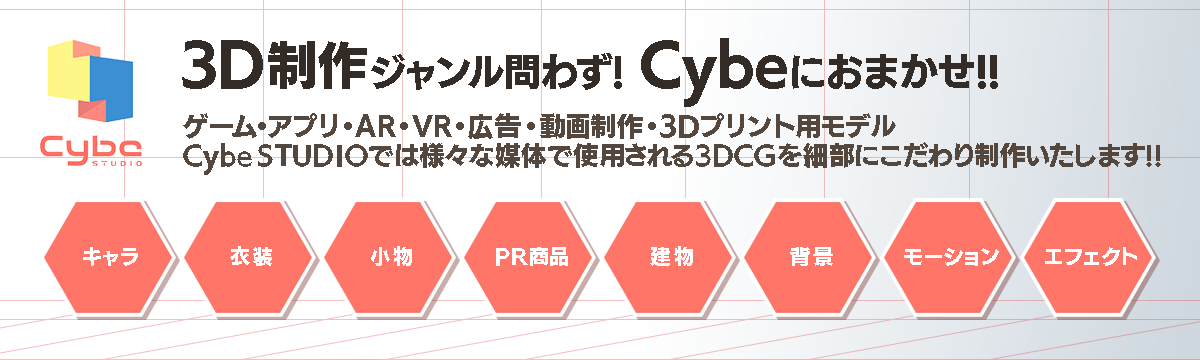 3D制作ジャンル問わず! Cybeにおまかせ!!
ゲーム・アプリ・AR・VR・広告・動画制作・3Dプリント用モデル
Cybe STUDIOでは様々な媒体で使用される3DCGを細部にこだわり制作いたします!!
Cybe
STUDIO
キャラ
衣装
小物
PR商品
建物
背景
モーション
エフェクト